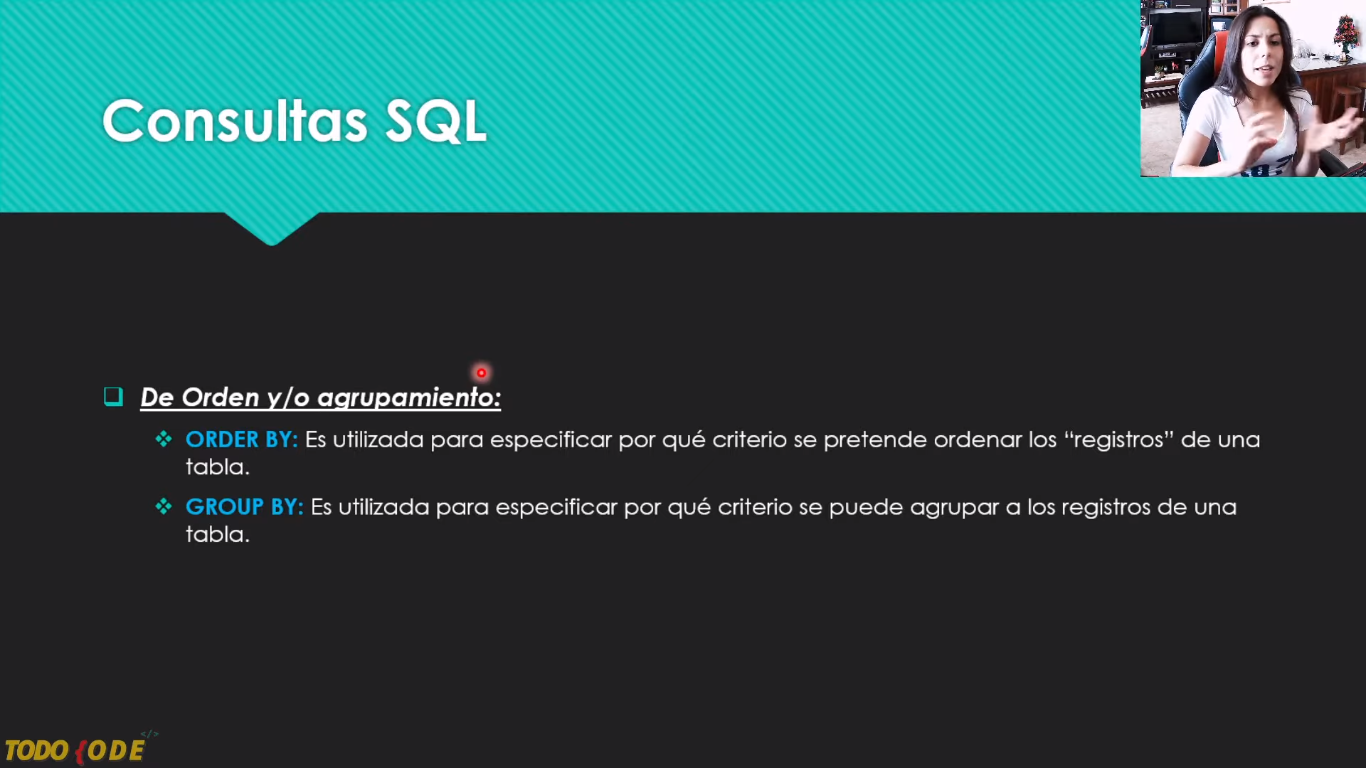 Consultas SQL
De Orden y/o agrupamiento:
ORDER BY: Es utilizada para especificar por qué criterio se pretende ordenar los “registros” de una
tabla.
GROUP BY: Es utilizada para especificar por qué criterio se puede agrupar a los registros de una
tabla.
</>
TODO {ODE